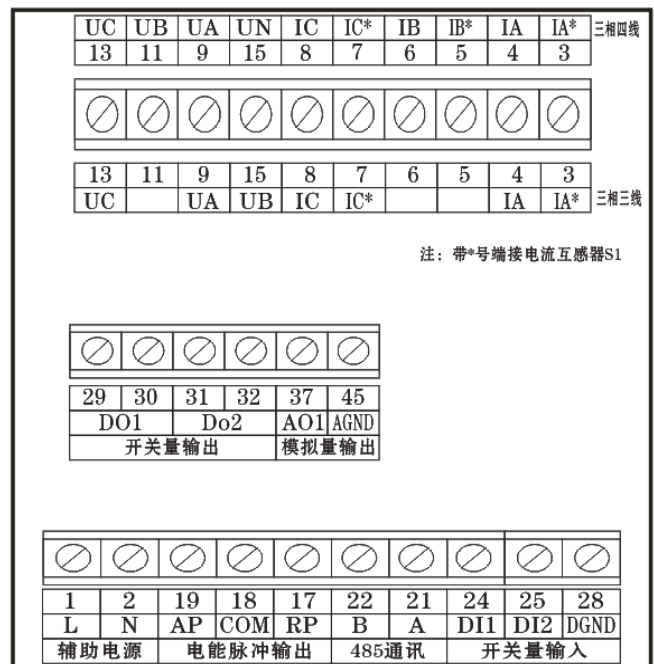 UC UB UA UN IC IC* IB IB* IA IA* 三相四线
13 11 9 15 8 7 6 5 4 3
13 11 9 15 8 7 6 5 4 3
UC UA UB IC IC* IA IA* 三相三线
注：带*号端接电流互感器S1
29 30 31 32 37 45
DO1 Do2 AO1 AGND
开关量输出 模拟量输出
1 2 19 18 17 22 21 24 25 28
L N AP COM RP B A DI1 DI2 DGND
辅助电源 电能脉冲输出 485通讯 开关量输入